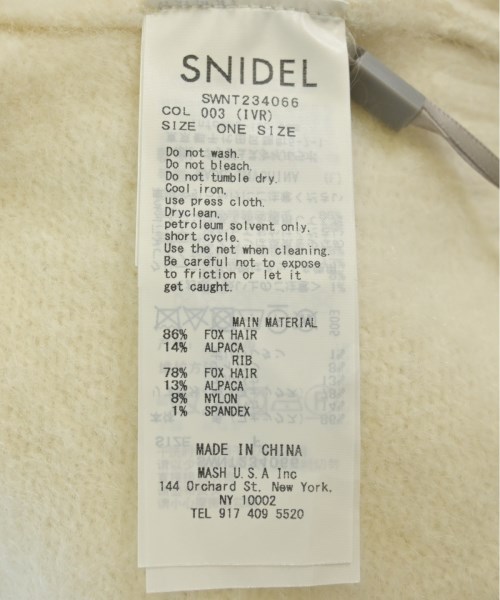 SNIDEL
SWNT234066
COL 003 (IVR)
SIZE ONE SIZE
Do not wash.
Do not bleach.
Do not tumble dry.
Cool iron.
use press cloth.
Dryclean.
petroleum solvent only.
short cycle.
Use the net when cleaning.
Be careful not to expose
to friction or let it
get caught.
MAIN MATERIAL
86% FOX HAIR
14% ALPACA
RIB
78% FOX HAIR
13% ALPACA
8% NYLON
1% SPANDEX
MADE IN CHINA
MASH U.S.A Inc
144 Orchard St. New York.
NY 10002
TEL 917 409 5520